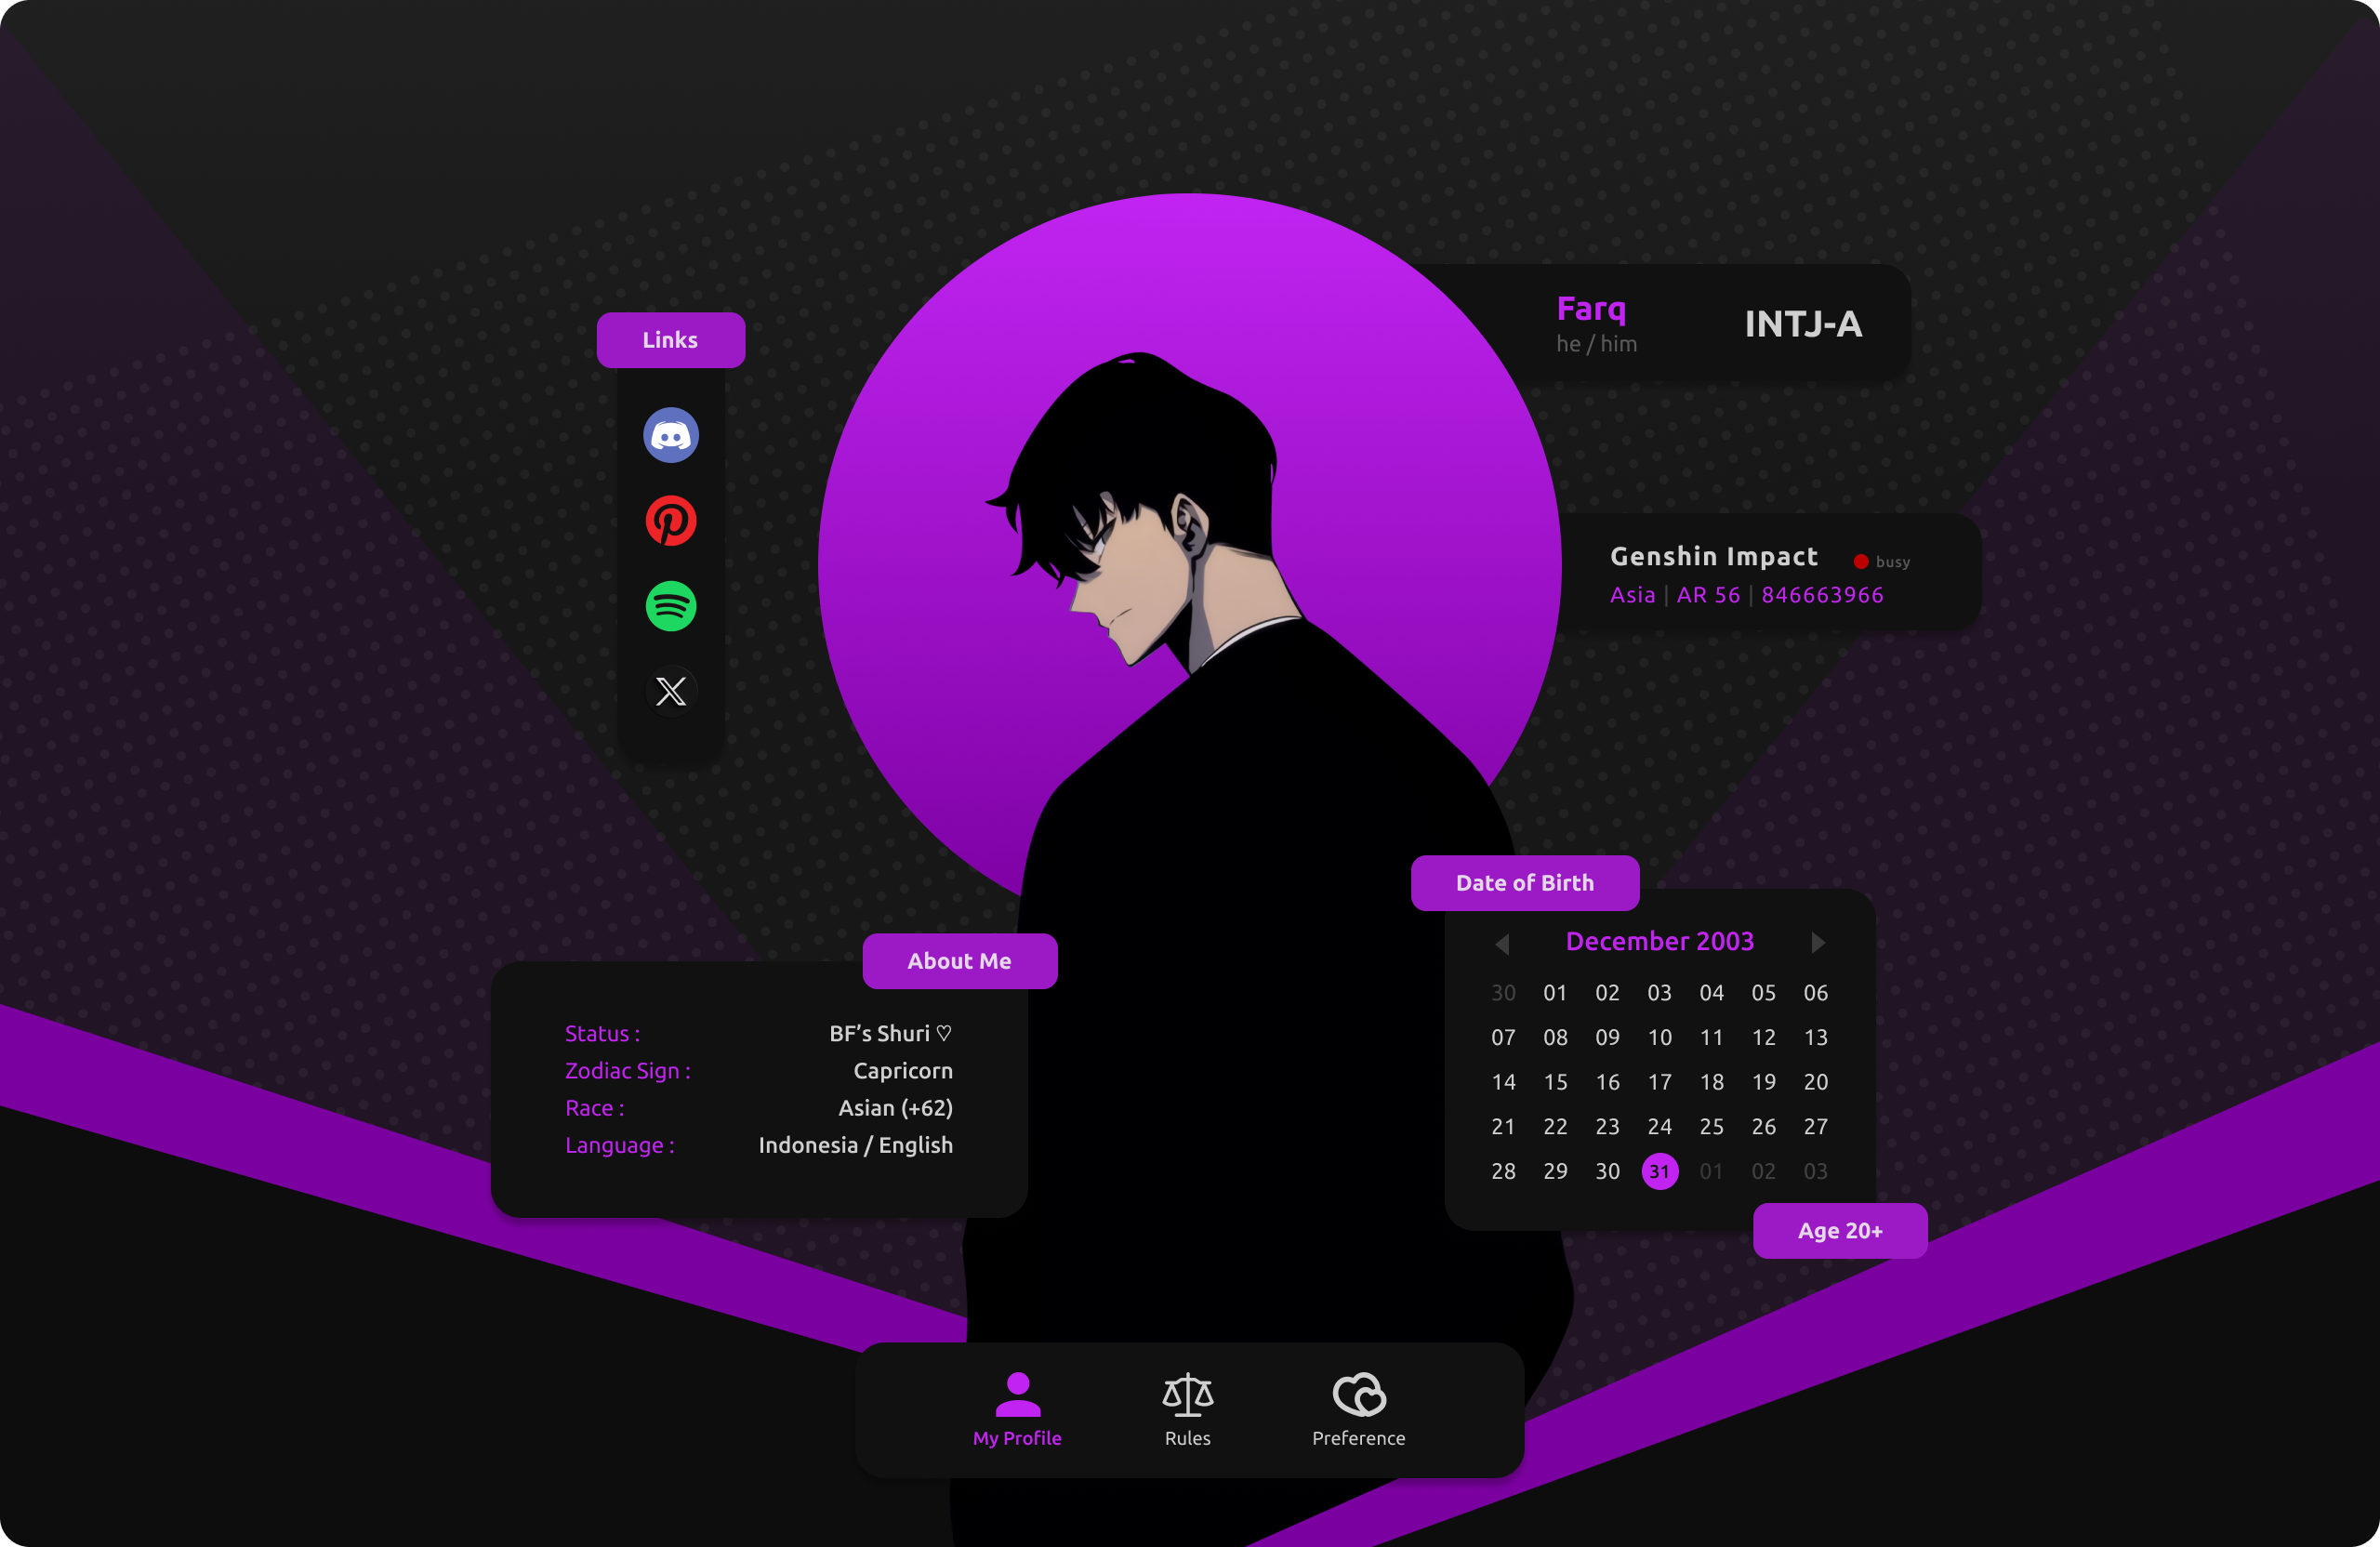 Links
Farq
he / him
INTJ-A
Genshin Impact
busy
Asia | AR 56 | 846663966
About Me
Status : BF’s Shuri ♡
Zodiac Sign : Capricorn
Race : Asian (+62)
Language : Indonesia / English
Date of Birth
December 2003
30 01 02 03 04 05 06
07 08 09 10 11 12 13
14 15 16 17 18 19 20
21 22 23 24 25 26 27
28 29 30 31 01 02 03
Age 20+
My Profile
Rules
Preference